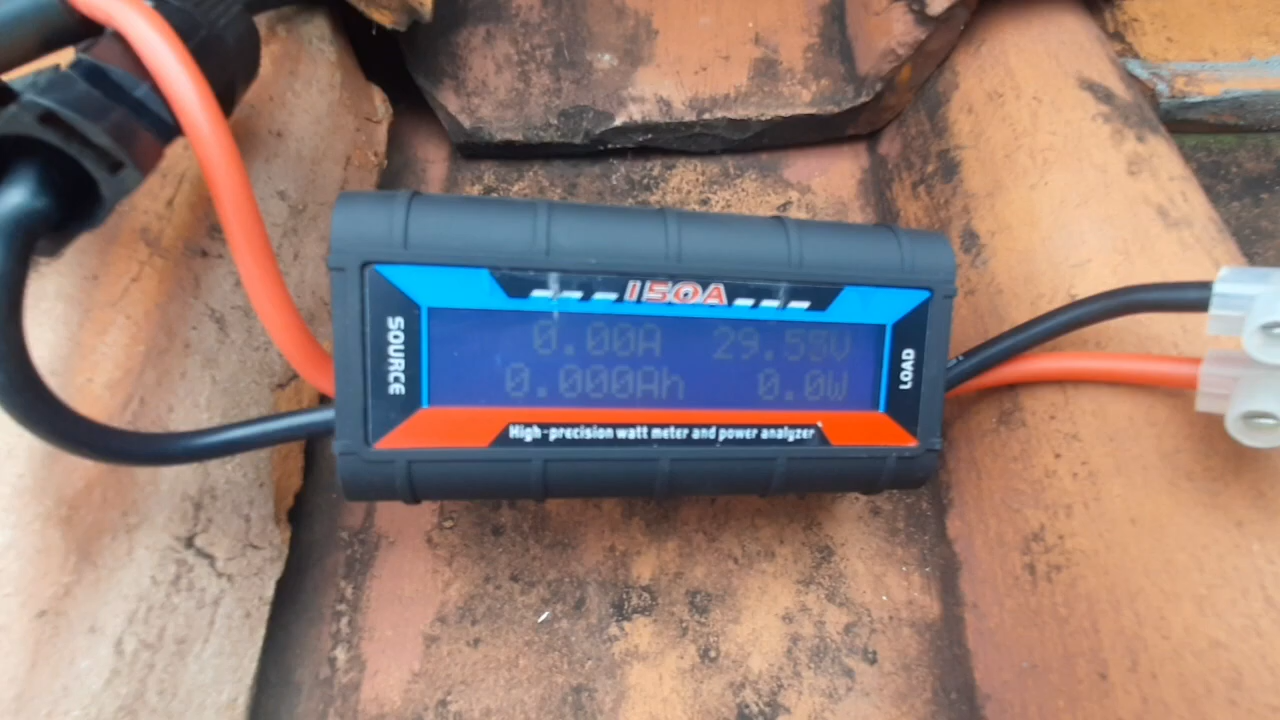 150A
SOURCE
0.00A 29.59V
0.000Ah 0.0W
LOAD
High-precision watt meter and power analyzer